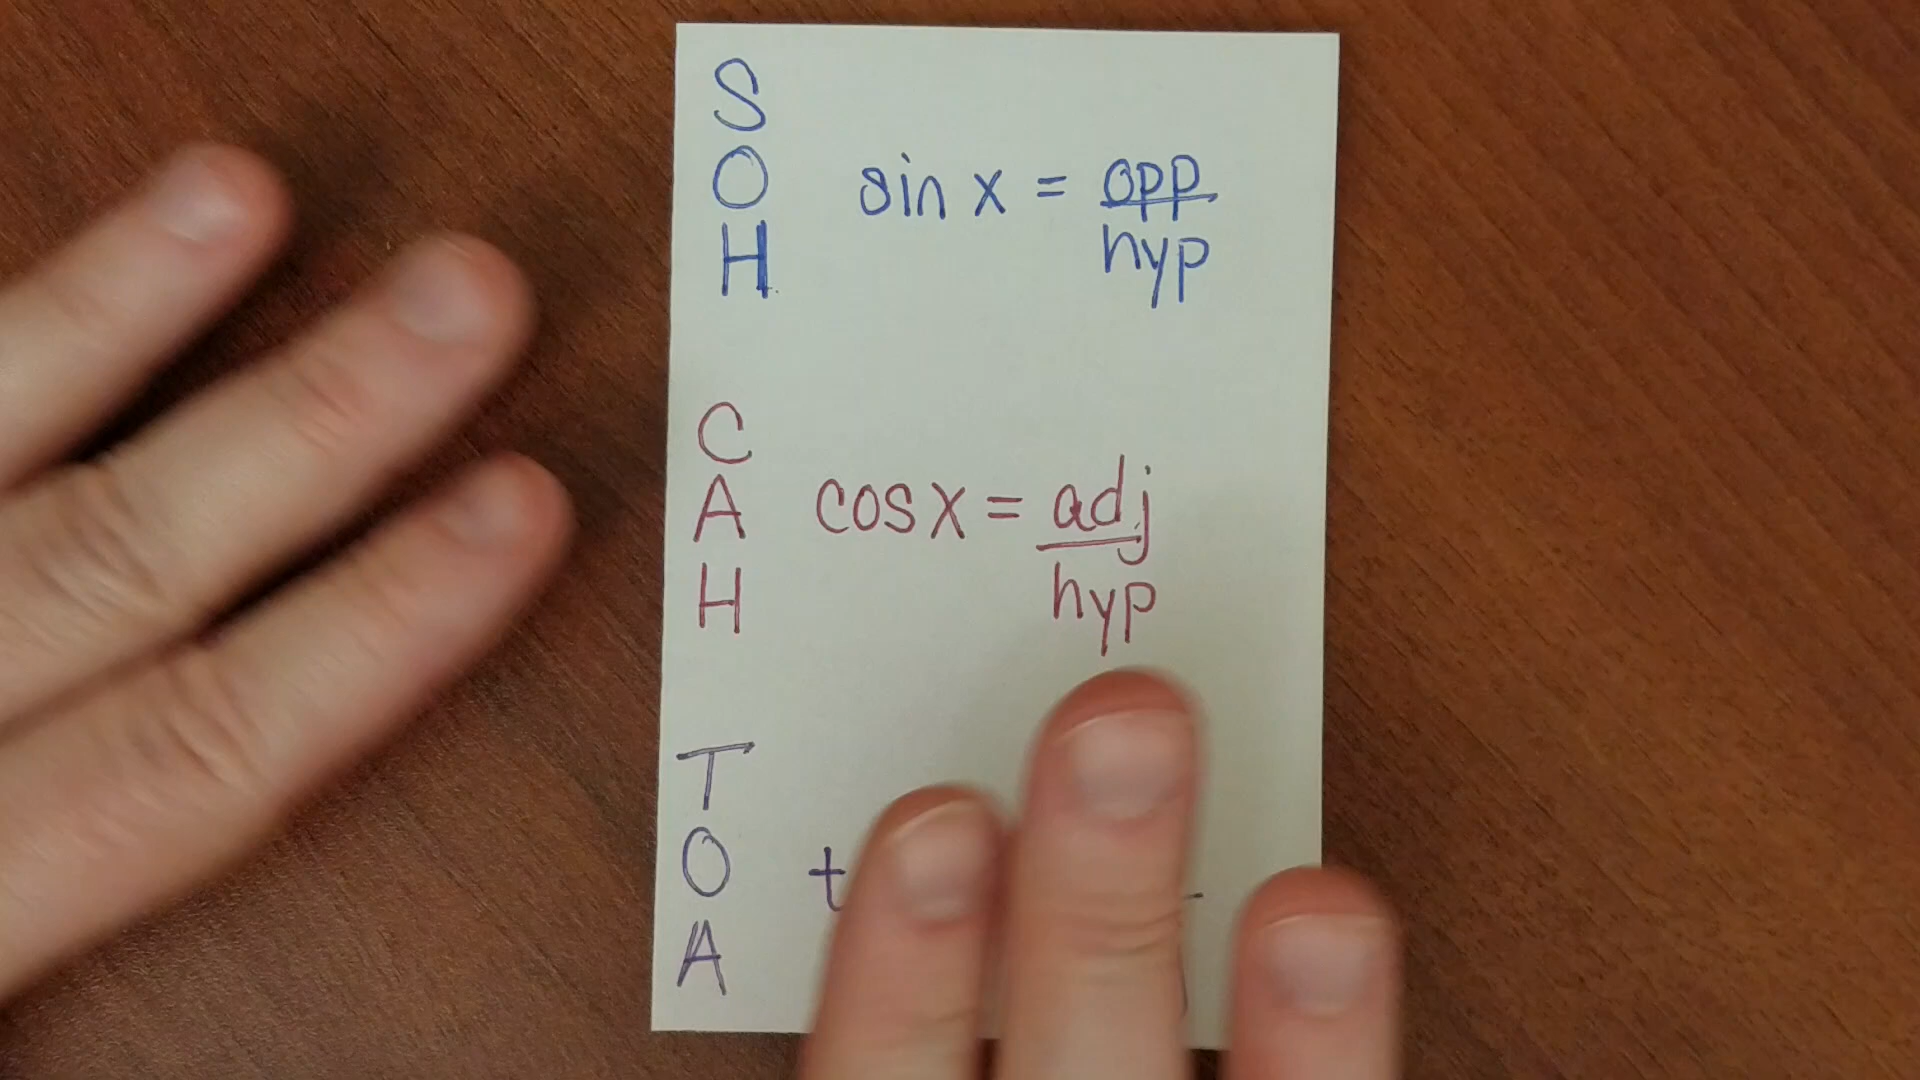 S
O
H
sin x = opp
hyp
C
A
H
cos x = adj
hyp
T
O
A
t